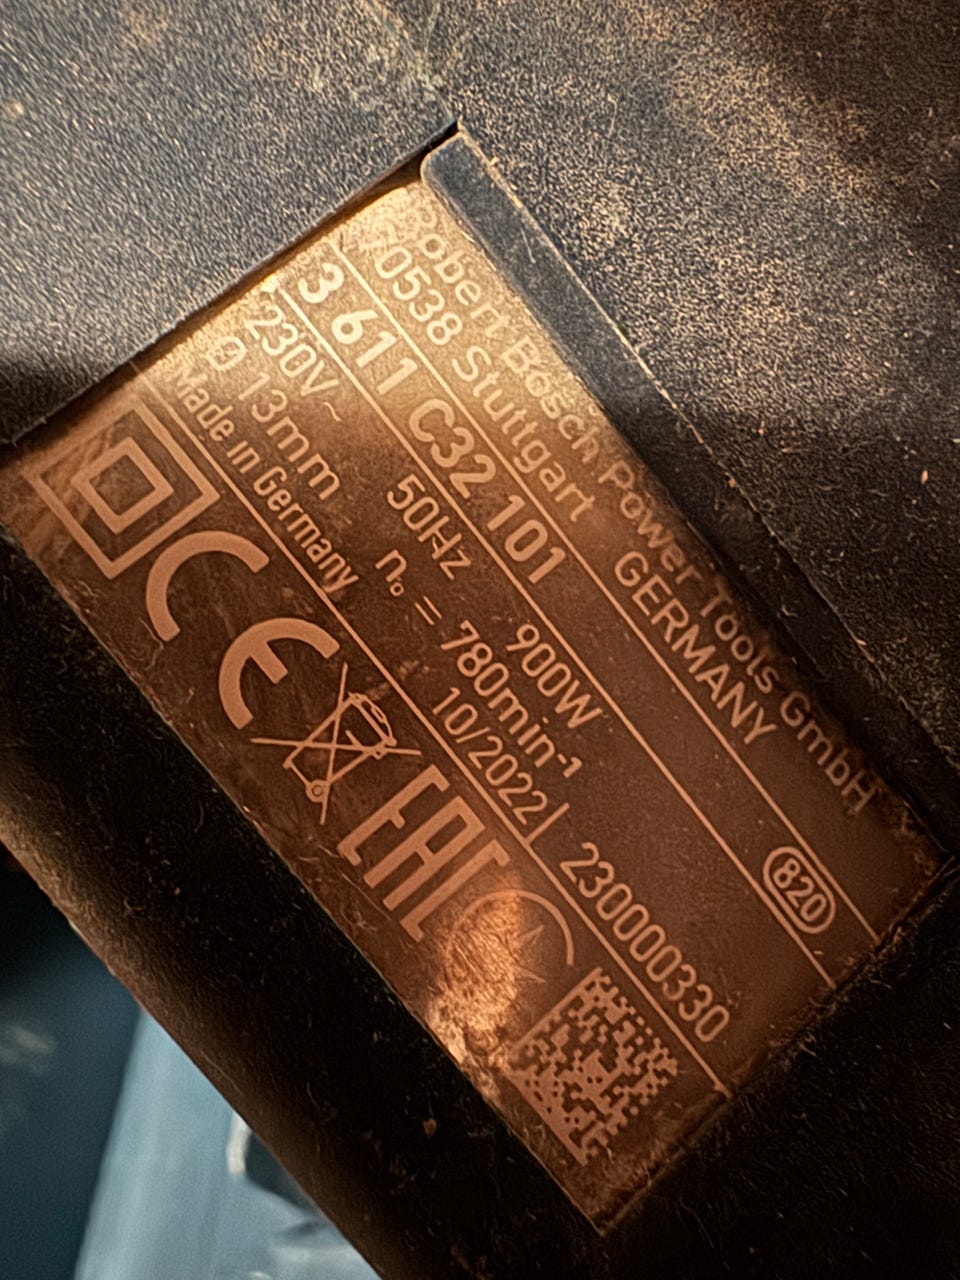 Robert Bosch Power Tools GmbH
70538 Stuttgart GERMANY
3 611 C32 101 820
230V~ 50Hz 900W
Ø 13mm n₀ = 780min⁻¹
Made in Germany 10/2022 | 230000330
CE EAC